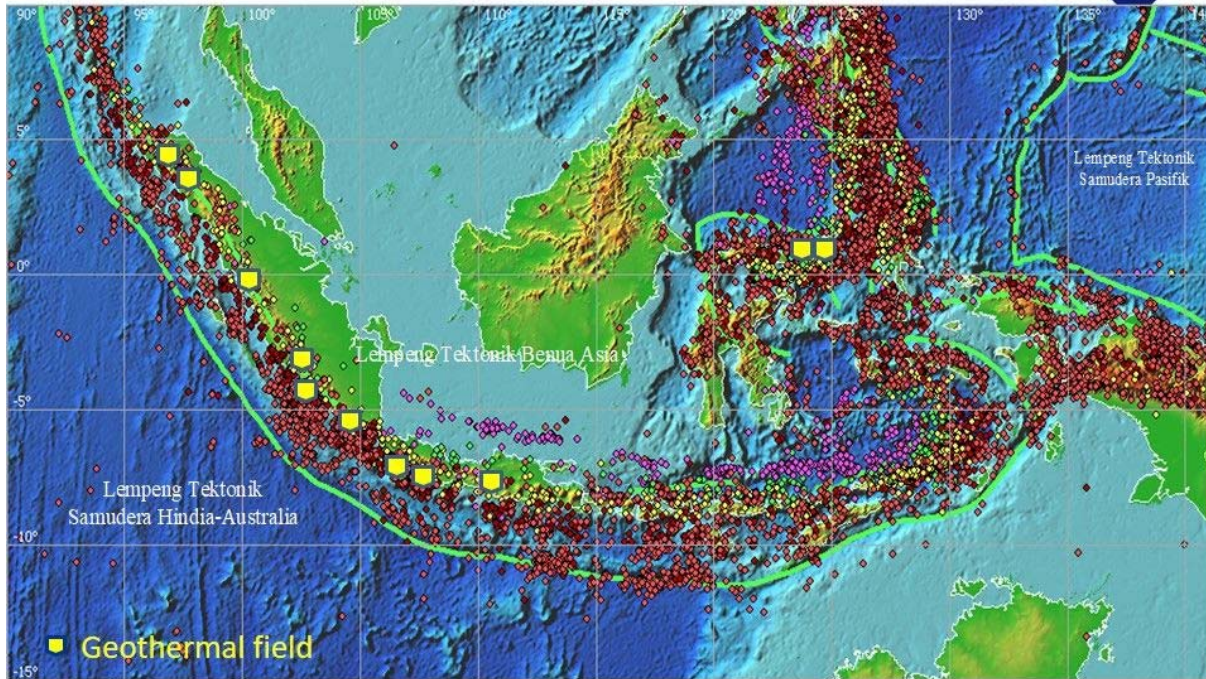 90° 95° 100° 105° 110° 120° 125° 130° 135°
5°
Lempeng Tektonik
Samudera Pasifik
0°
Lempeng Tektonik Benua Asia
-5°
Lempeng Tektonik
Samudera Hindia-Australia
-10°
Geothermal field
-15°